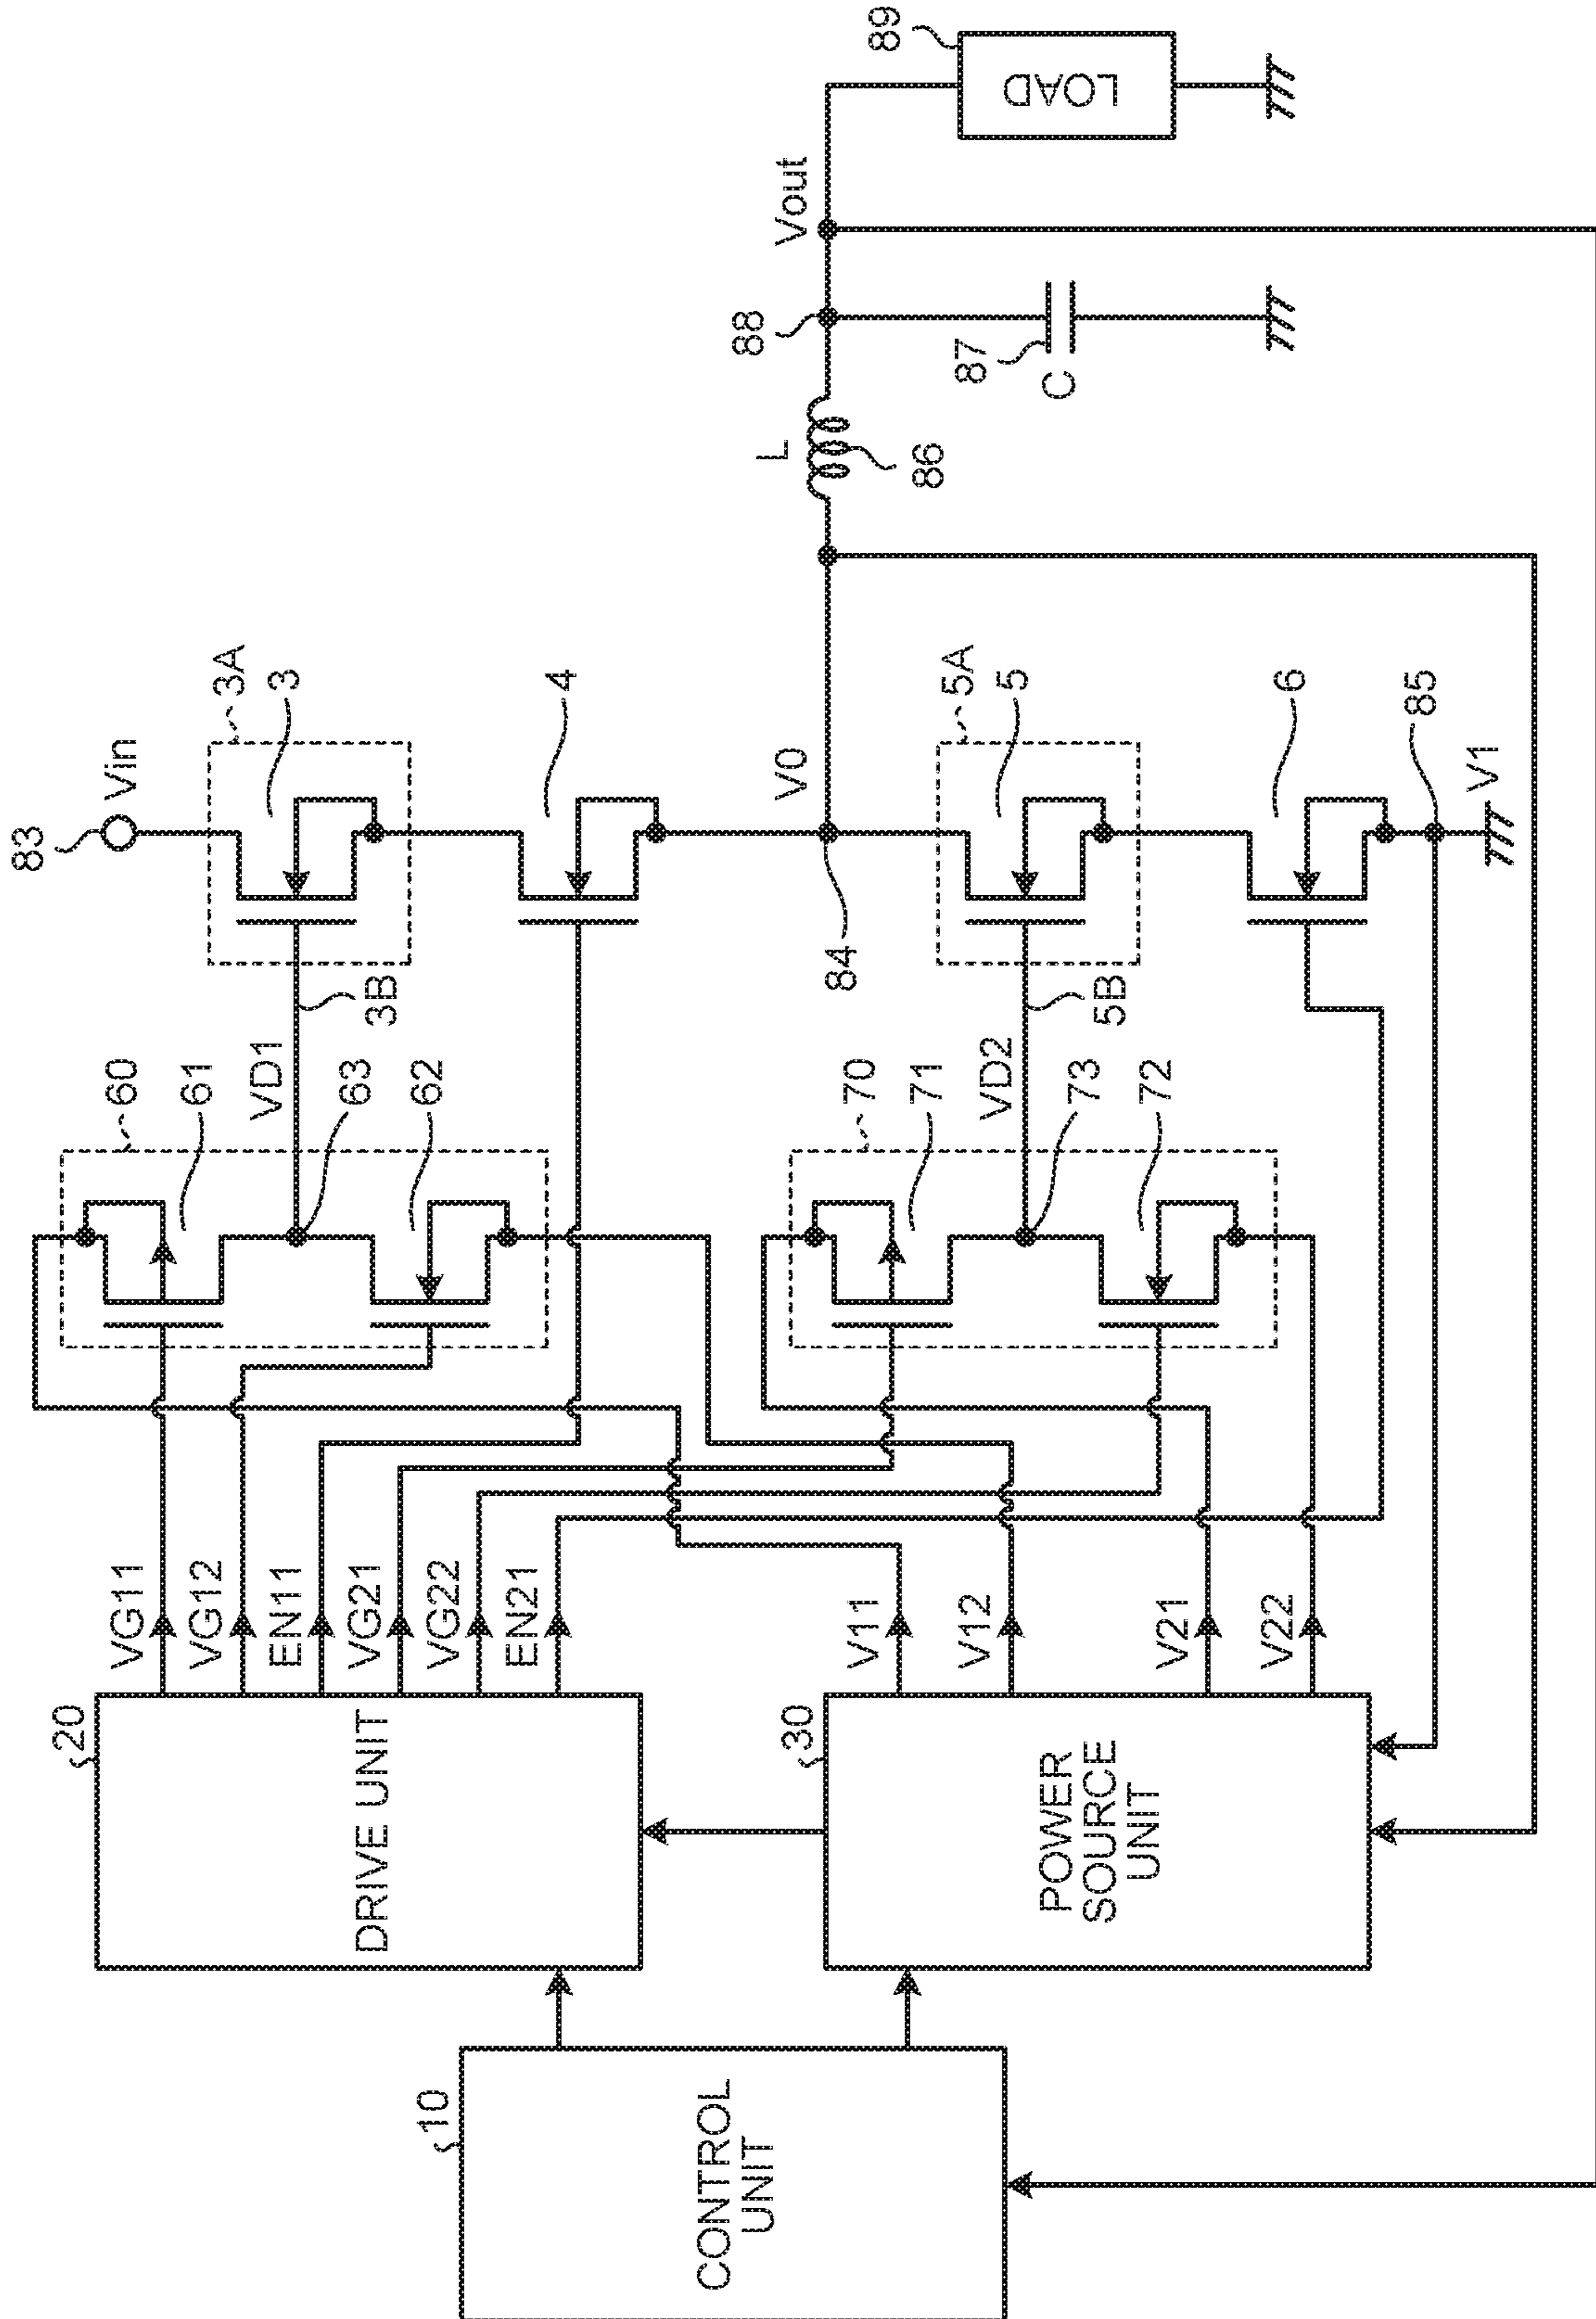 10
CONTROL
UNIT
20
DRIVE UNIT
30
POWER
SOURCE
UNIT
VG11
VG12
EN11
VG21
VG22
EN21
V11
V12
V21
V22
60
61
VD1
63
62
70
71
VD2
73
72
3B
5B
83
Vin
3A
3
4
V0
84
5A
5
6
85
V1
L
86
88
87
C
Vout
89
LOAD